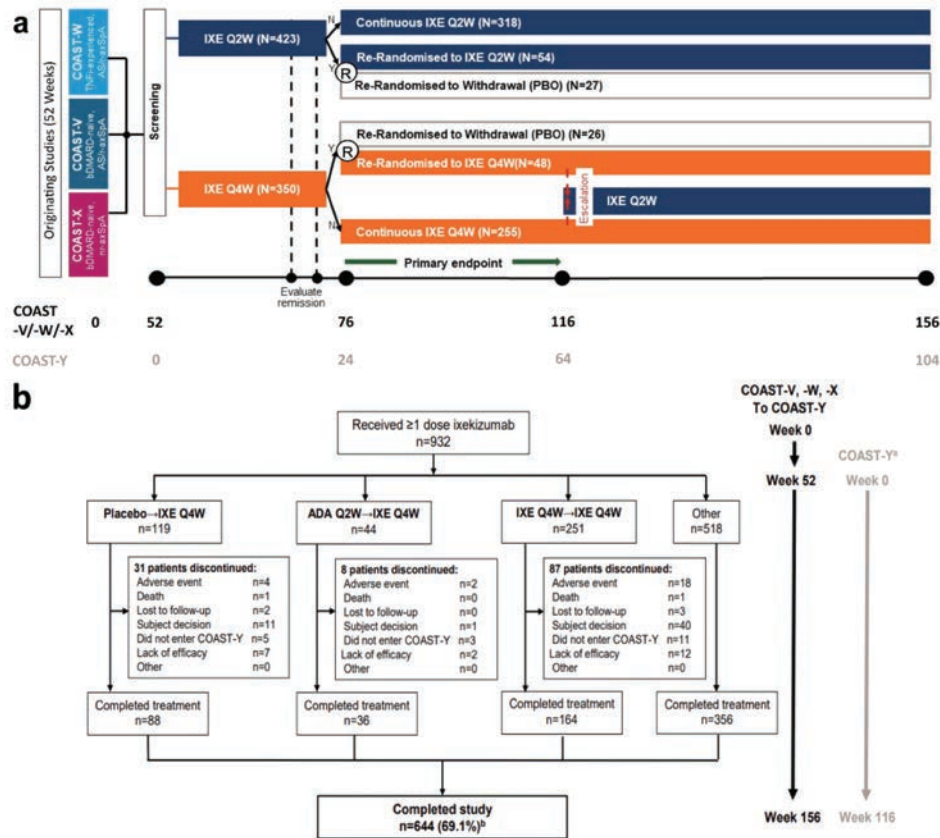 a
Originating Studies (52 Weeks)
COAST-W
TNFi-experienced,
AS/r-axSpA
COAST-V
bDMARD-naive,
AS/r-axSpA
COAST-X
bDMARD-naive,
nr-axSpA
Screening
IXE Q2W (N=423)
N
Y
R
Continuous IXE Q2W (N=318)
Re-Randomised to IXE Q2W (N=54)
Re-Randomised to Withdrawal (PBO) (N=27)
Re-Randomised to Withdrawal (PBO) (N=26)
IXE Q4W (N=350)
Y
R
N
Re-Randomised to IXE Q4W(N=48)
Escalation
IXE Q2W
Continuous IXE Q4W (N=255)
Primary endpoint
Evaluate
remission
COAST
-V/-W/-X 0 52 76 116 156
COAST-Y 0 24 64 104
b
Received ≥1 dose ixekizumab
n=932
COAST-V, -W, -X
To COAST-Y
Week 0
COAST-Yª
Week 52 Week 0
Placebo→IXE Q4W
n=119
ADA Q2W→IXE Q4W
n=44
IXE Q4W→IXE Q4W
n=251
Other
n=518
31 patients discontinued:
Adverse event n=4
Death n=1
Lost to follow-up n=2
Subject decision n=11
Did not enter COAST-Y n=5
Lack of efficacy n=7
Other n=0
8 patients discontinued:
Adverse event n=2
Death n=0
Lost to follow-up n=0
Subject decision n=1
Did not enter COAST-Y n=3
Lack of efficacy n=2
Other n=0
87 patients discontinued:
Adverse event n=18
Death n=1
Lost to follow-up n=3
Subject decision n=40
Did not enter COAST-Y n=11
Lack of efficacy n=12
Other n=0
Completed treatment
n=88
Completed treatment
n=36
Completed treatment
n=164
Completed treatment
n=356
Completed study
n=644 (69.1%)ᵇ
Week 156 Week 116